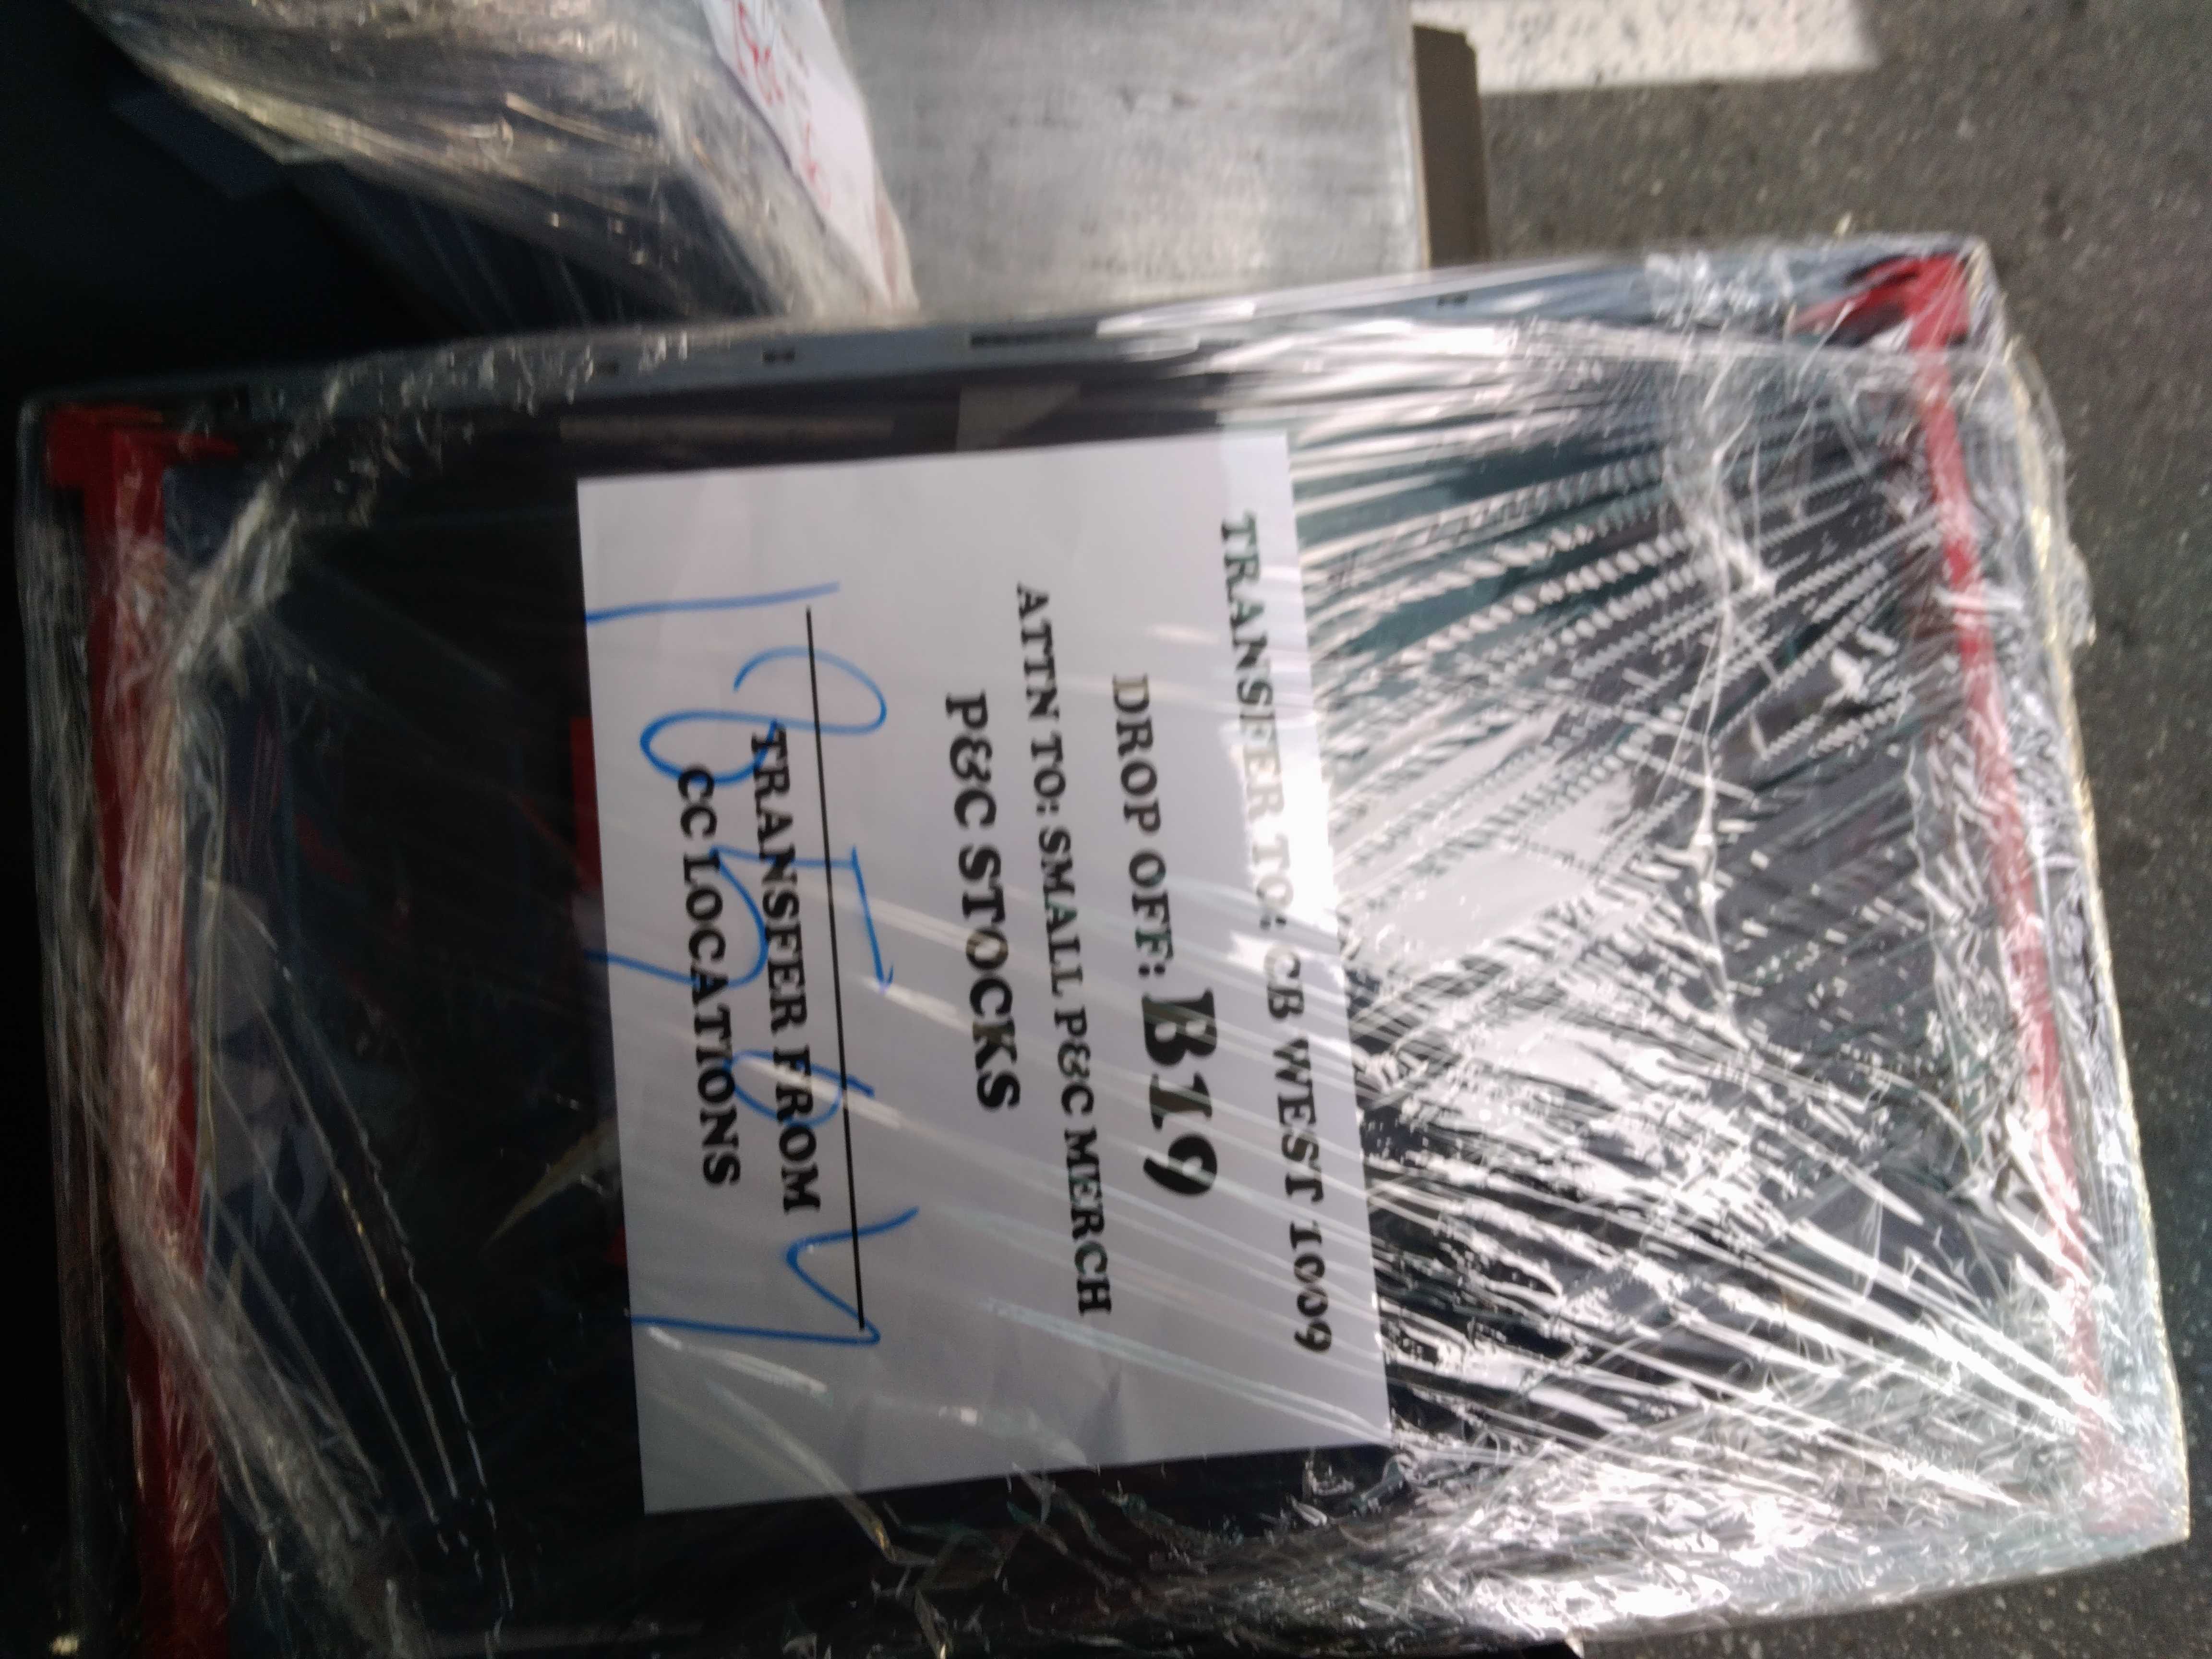 TRANSFER TO: CB WEST 1009
DROP OFF: B19
ATTN TO: SMALL P&C MERCH
P&C STOCKS
TRANSFER FROM
CC LOCATIONS